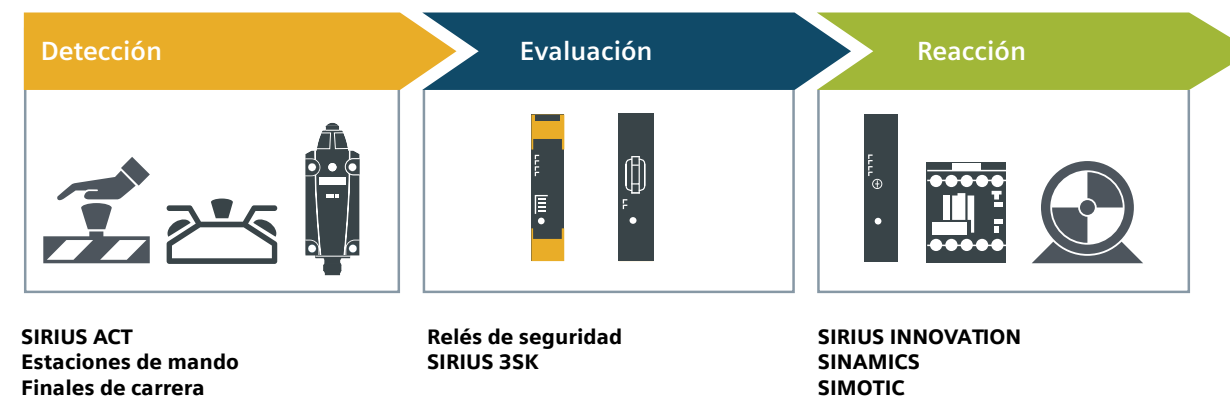 Detección
Evaluación
Reacción
SIRIUS ACT
Estaciones de mando
Finales de carrera
Relés de seguridad
SIRIUS 3SK
SIRIUS INNOVATION
SINAMICS
SIMOTIC